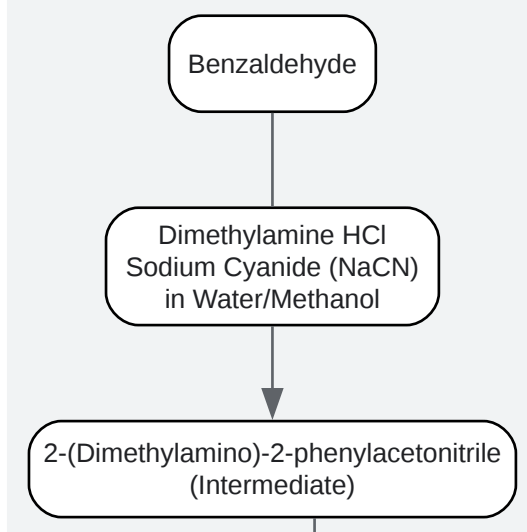 Benzaldehyde
Dimethylamine HCl
Sodium Cyanide (NaCN)
in Water/Methanol
2-(Dimethylamino)-2-phenylacetonitrile
(Intermediate)